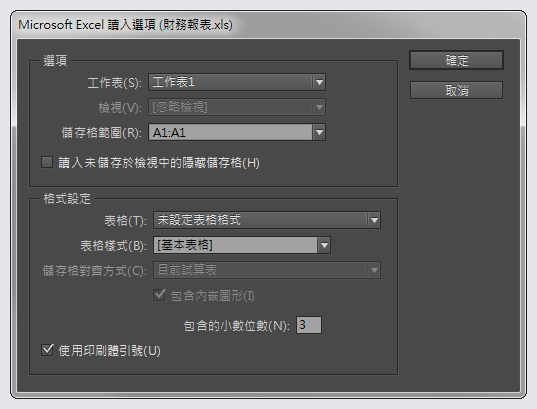 Microsoft Excel 讀入選項 (財務報表.xls)
選項
工作表(S): 工作表1
檢視(V): [忽略檢視]
儲存格範圍(R): A1:A1
讀入未儲存於檢視中的隱藏儲存格(H)
確定
取消
格式設定
表格(T): 未設定表格格式
表格樣式(B): [基本表格]
儲存格對齊方式(C): 目前試算表
包含內嵌圖形(I)
包含的小數位數(N): 3
使用印刷體引號(U)